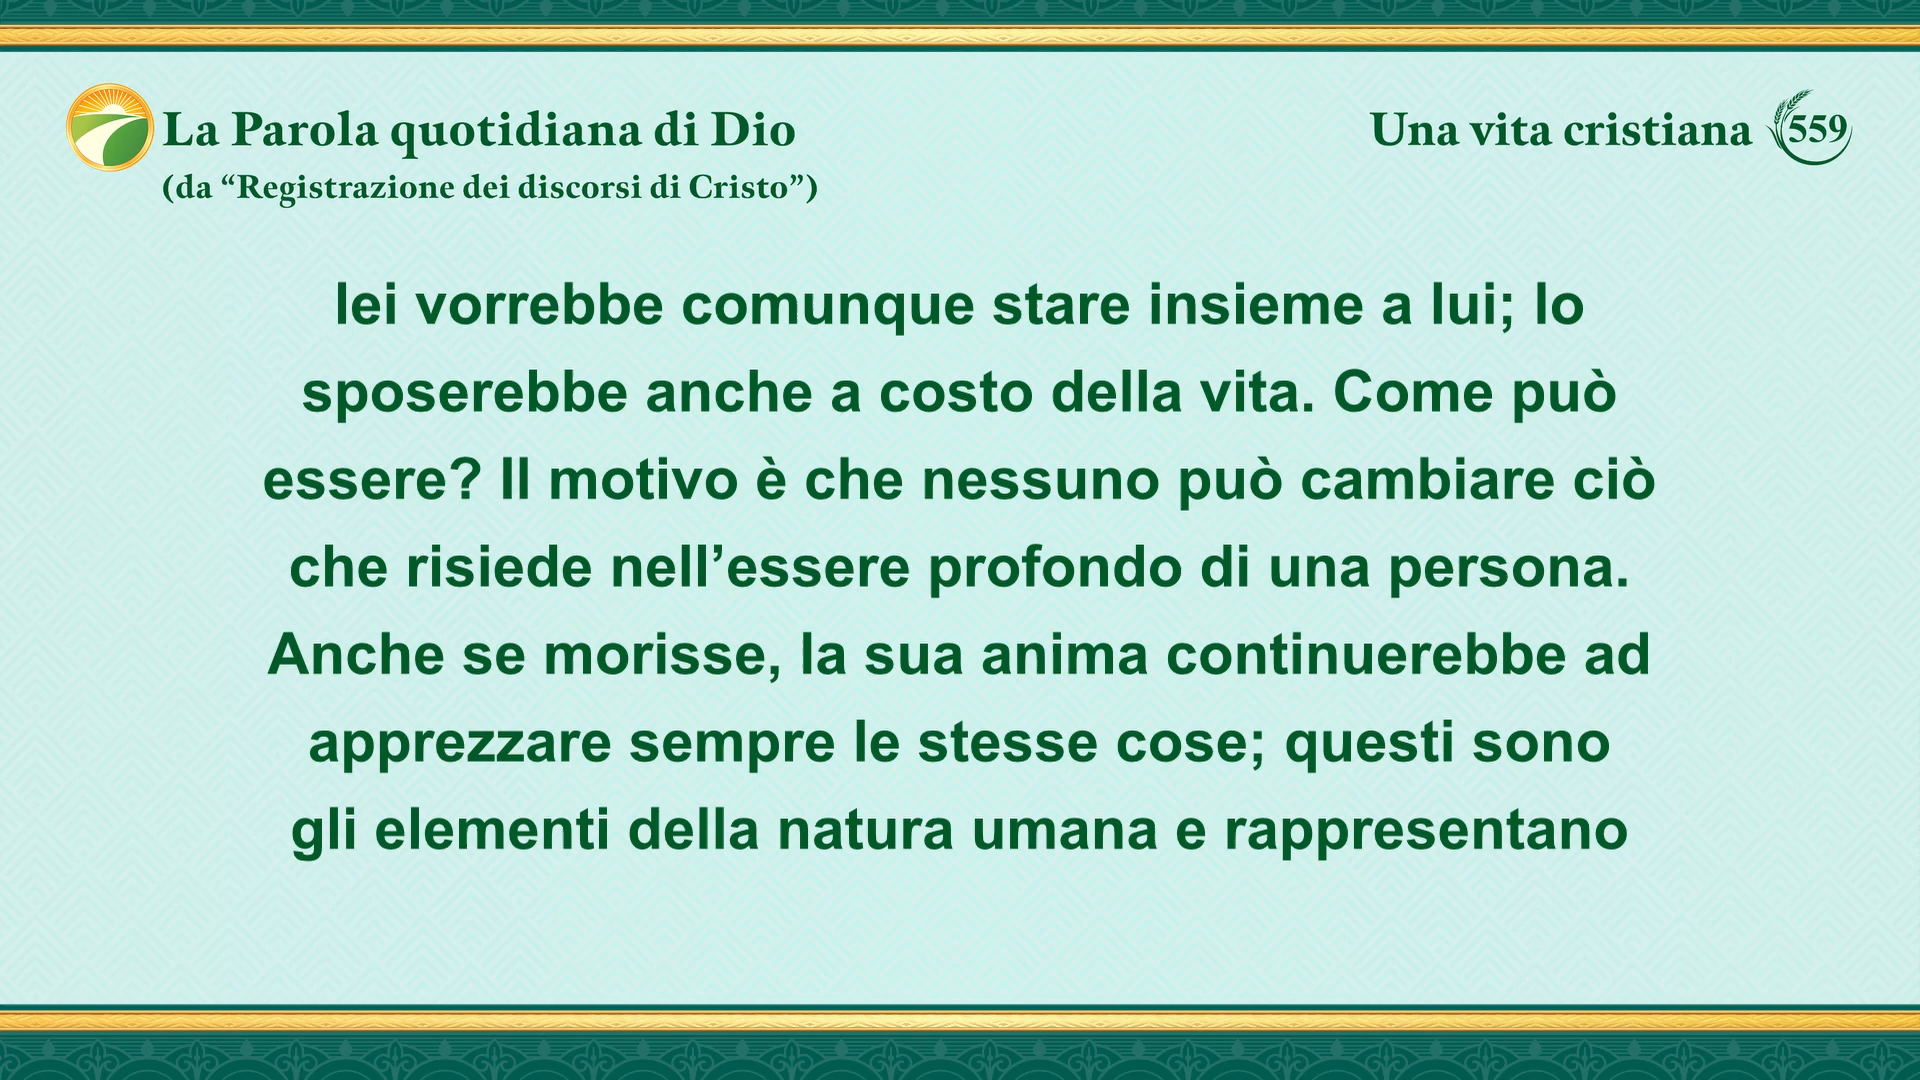 La Parola quotidiana di Dio
(da “Registrazione dei discorsi di Cristo”)
Una vita cristiana 559
lei vorrebbe comunque stare insieme a lui; lo
sposerebbe anche a costo della vita. Come può
essere? Il motivo è che nessuno può cambiare ciò
che risiede nell’essere profondo di una persona.
Anche se morisse, la sua anima continuerebbe ad
apprezzare sempre le stesse cose; questi sono
gli elementi della natura umana e rappresentano